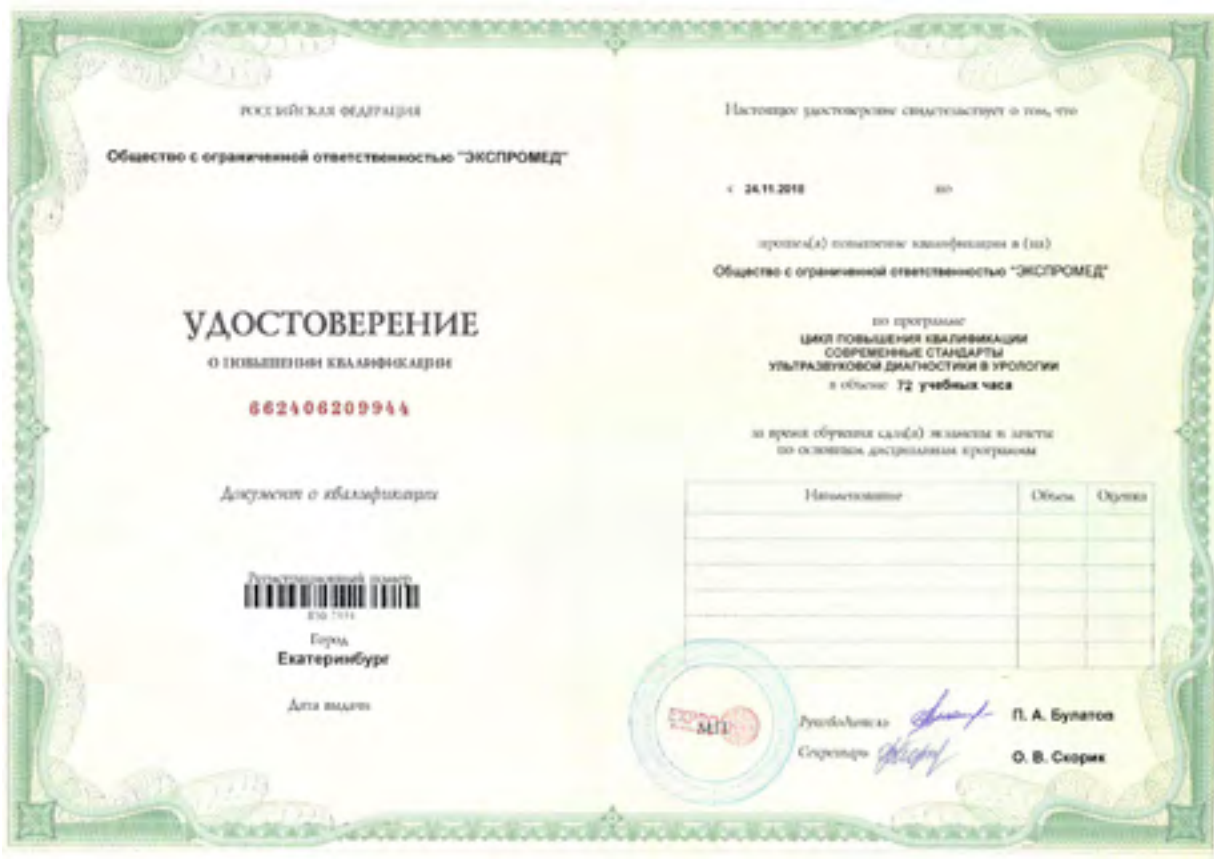 РОССИЙСКАЯ ФЕДЕРАЦИЯ
Общество с ограниченной ответственностью "ЭКСПРОМЕД"
УДОСТОВЕРЕНИЕ
О ПОВЫШЕНИИ КВАЛИФИКАЦИИ
662406209944
Документ о квалификации
Регистрационный номер
Город
Екатеринбург
Дата выдачи
Настоящее удостоверение свидетельствует о том, что
с 24.11.2018 по
прошел(а) повышение квалификации в (на)
Общество с ограниченной ответственностью "ЭКСПРОМЕД"
по программе
ЦИКЛ ПОВЫШЕНИЯ КВАЛИФИКАЦИИ
СОВРЕМЕННЫЕ СТАНДАРТЫ
УЛЬТРАЗВУКОВОЙ ДИАГНОСТИКИ В УРОЛОГИИ
в объеме 72 учебных часа
за время обучения сдал(а) экзамены и зачеты
по основным дисциплинам программы
Наименование Объем Оценка
М.П.
Руководитель П. А. Булатов
Секретарь О. В. Скорик